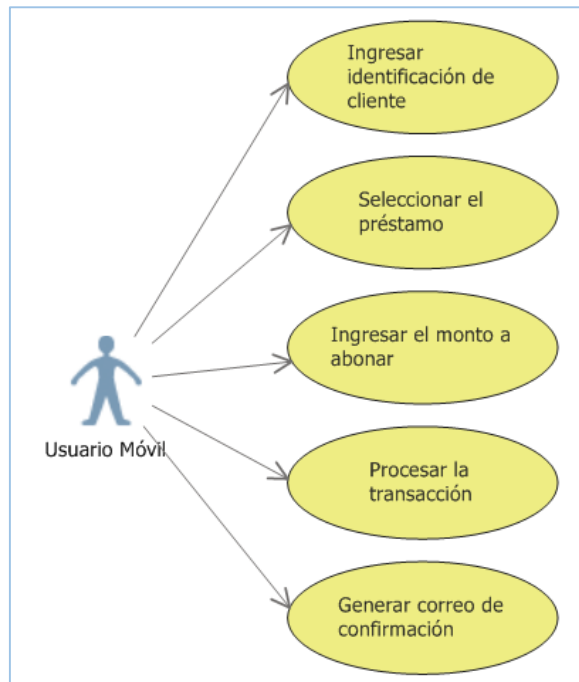 Ingresar
identificación de
cliente
Seleccionar el
préstamo
Ingresar el monto a
abonar
Usuario Móvil
Procesar la
transacción
Generar correo de
confirmación